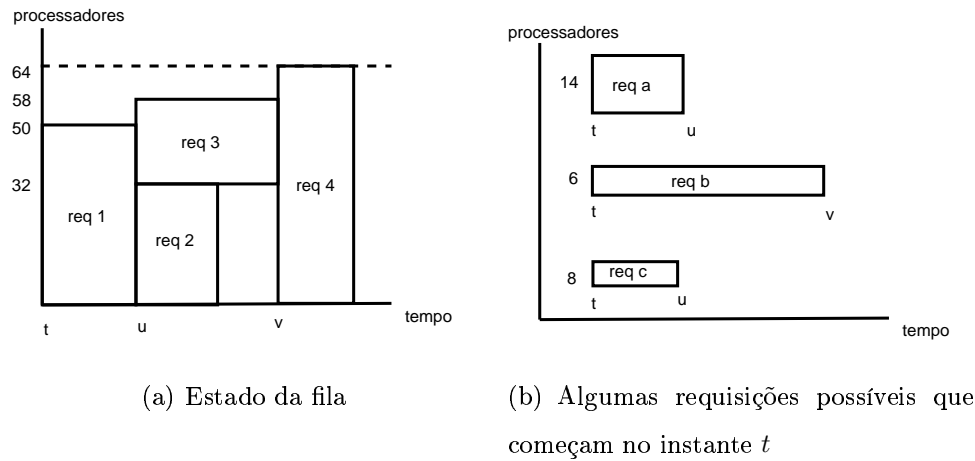 processadores
64
58
50
32
req 1
req 2
req 3
req 4
t
u
v
tempo
(a) Estado da fila
processadores
14
req a
t
u
6
req b
t
v
8
req c
t
u
tempo
(b) Algumas requisições possíveis que
começam no instante t